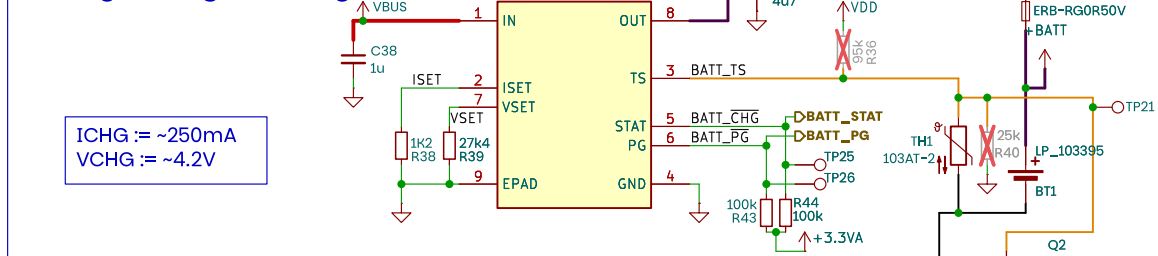 VBUS
4u7
VDD
ERB-RG0R50V
+BATT
1
IN
OUT
8
C38
1u
95k
R36
3
TS
BATT_TS
ISET
2
ISET
7
VSET
VSET
TP21
ICHG := ~250mA
VCHG := ~4.2V
1K2
R38
27k4
R39
STAT
5
BATT_CHG
BATT_STAT
PG
6
BATT_PG
BATT_PG
TH1
103AT-2
25k
R40
LP_103395
TP25
TP26
9
EPAD
GND
4
+
BT1
100k
R43
R44
100k
+3.3VA
Q2